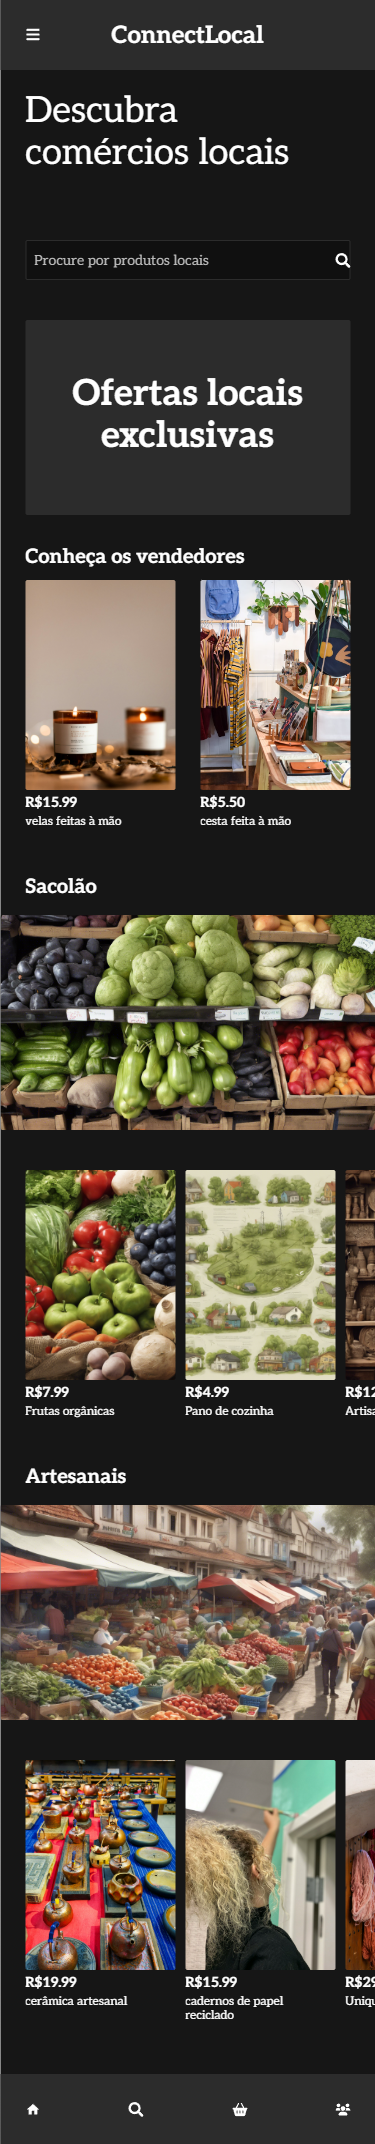 ConnectLocal
Descubra
comércios locais
Procure por produtos locais
Ofertas locais
exclusivas
Conheça os vendedores
R$15.99
R$5.50
velas feitas à mão
cesta feita à mão
Sacolão
R$7.99
R$4.99
R$12
Frutas orgânicas
Pano de cozinha
Artisa
Artesanais
R$19.99
R$15.99
R$29
cerâmica artesanal
cadernos de papel
reciclado
Uniqu